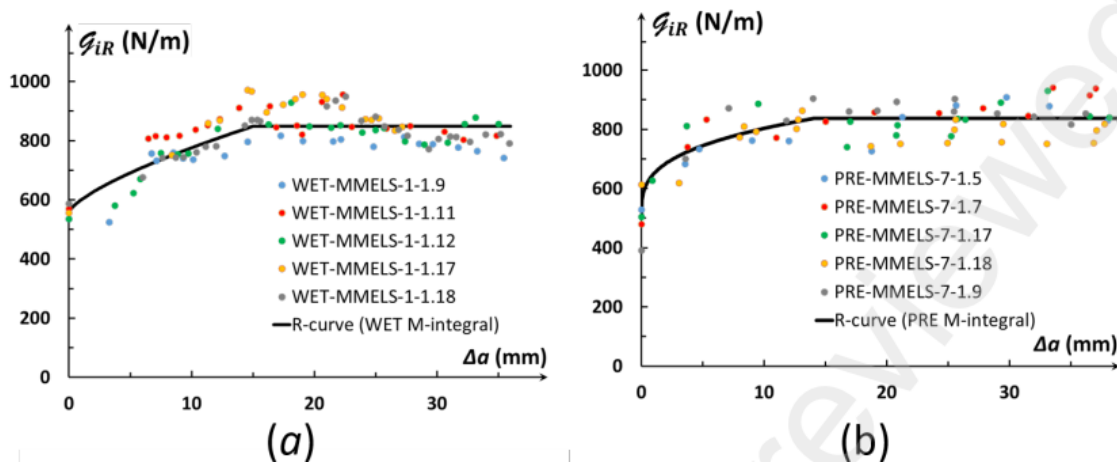 𝒢iR (N/m)
1000
800
600
400
200
0
0
10
20
30
WET-MMELS-1-1.9
WET-MMELS-1-1.11
WET-MMELS-1-1.12
WET-MMELS-1-1.17
WET-MMELS-1-1.18
R-curve (WET M-integral)
Δa (mm)
(a)
𝒢iR (N/m)
1000
800
600
400
800
0
0
10
20
30
PRE-MMELS-7-1.5
PRE-MMELS-7-1.7
PRE-MMELS-7-1.17
PRE-MMELS-7-1.18
PRE-MMELS-7-1.9
R-curve (PRE M-integral)
Δa (mm)
(b)
reviewed